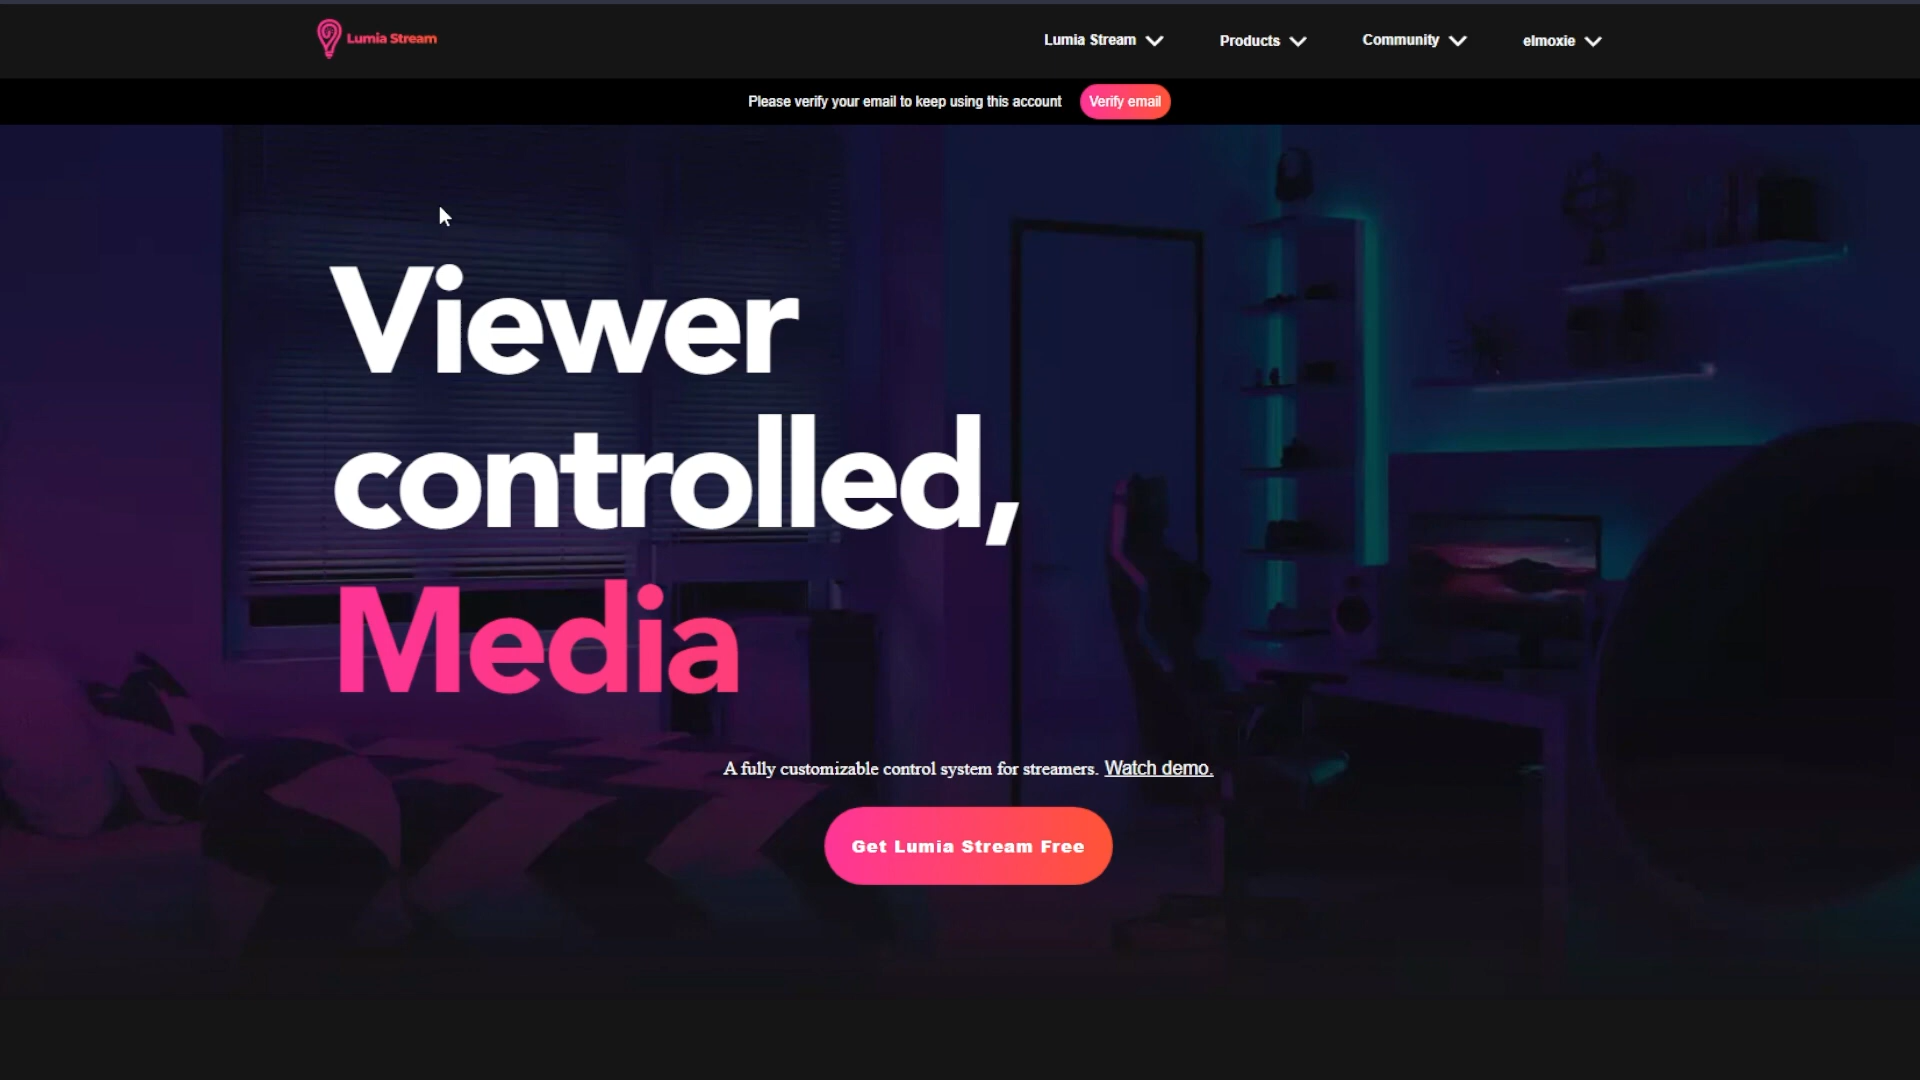 Lumia Stream
Lumia Stream Products Community elmoxie
Please verify your email to keep using this account Verify email
Viewer
controlled,
Media
A fully customizable control system for streamers. Watch demo.
Get Lumia Stream Free